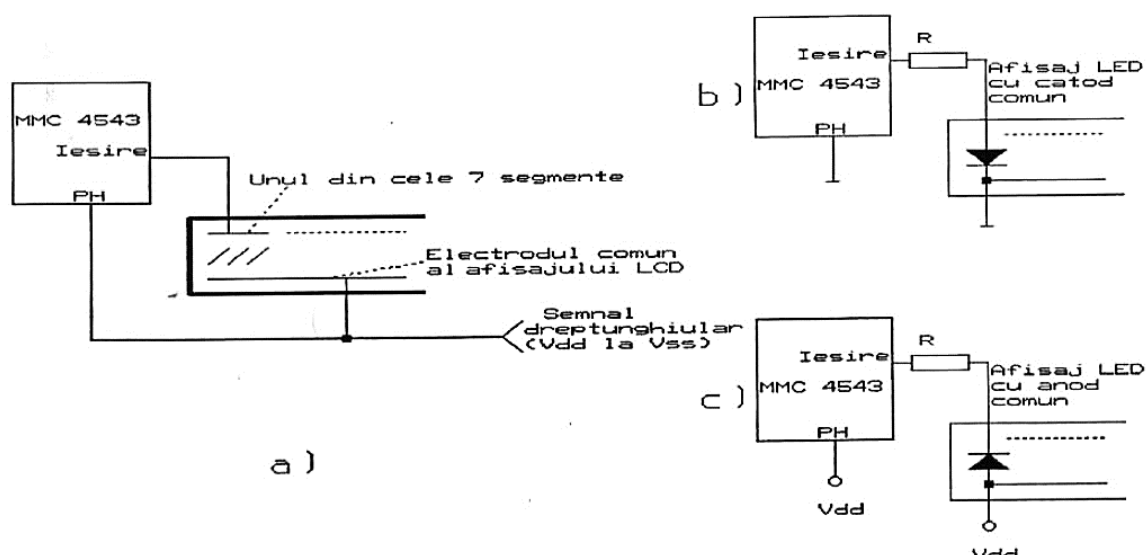 MMC 4543
Iesire
PH
Unul din cele 7 segmente
Electrodul comun
al afisajului LCD
Semnal
dreptunghiular
(Vdd la Vss)
a)
b)
Iesire
MMC 4543
PH
R
Afisaj LED
cu catod
comun
c)
Iesire
MMC 4543
PH
Vdd
R
Afisaj LED
cu anod
comun
Vdd